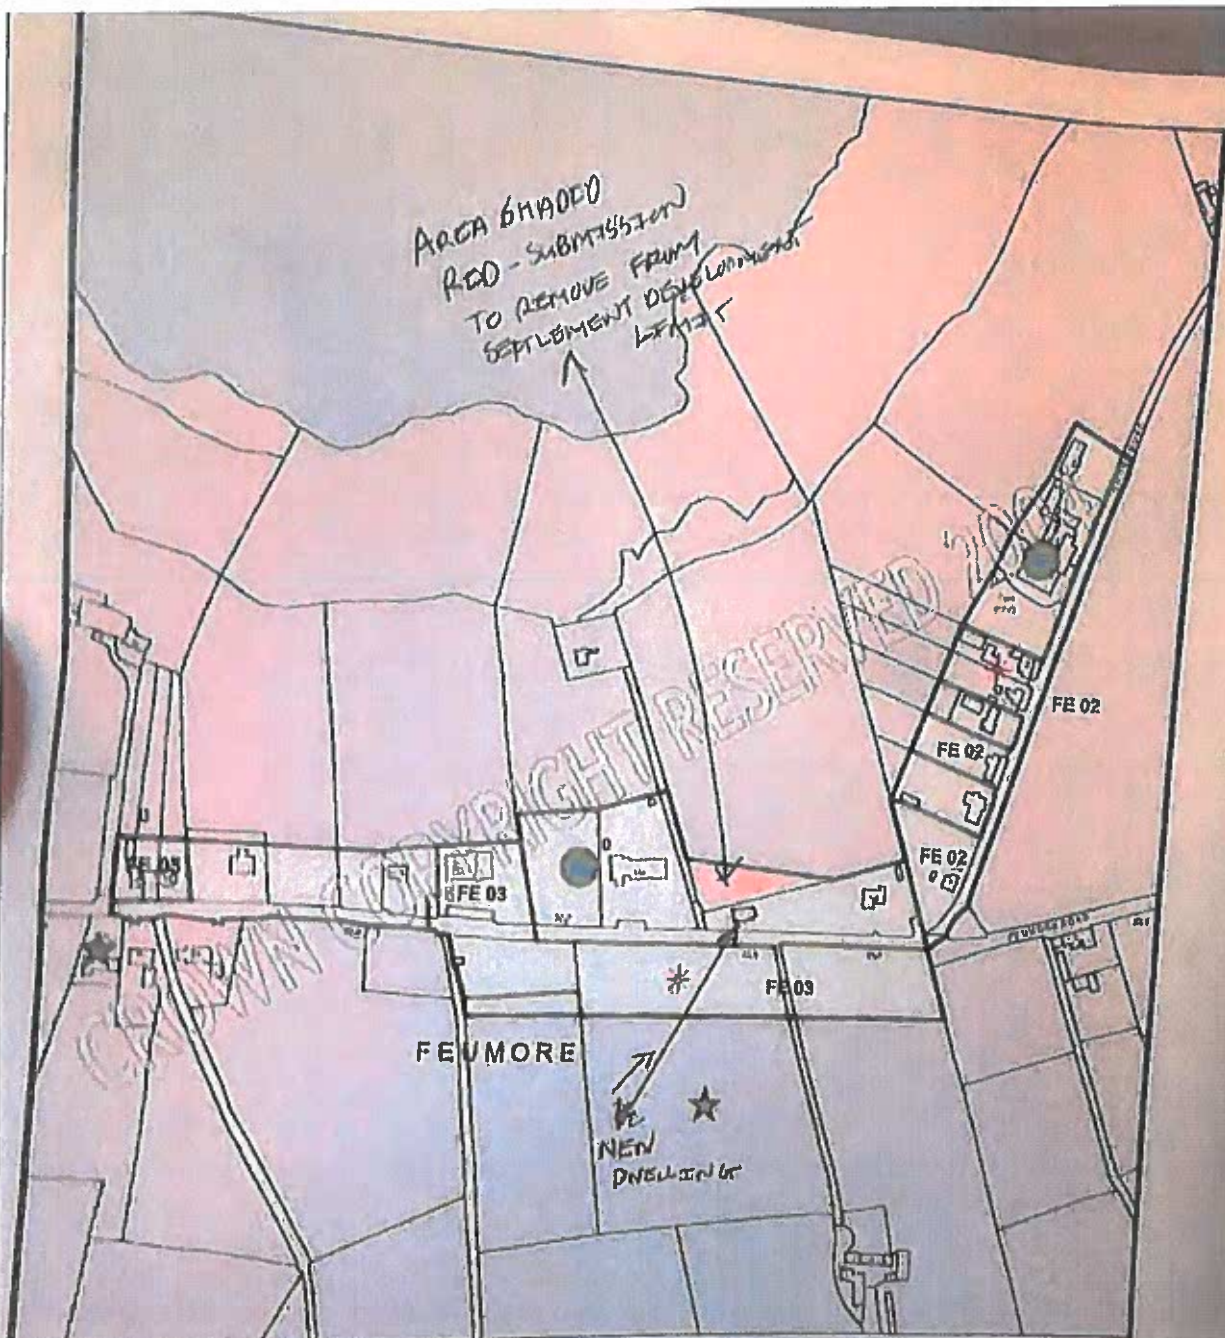 AREA SHADED
RED - SUBMISSION
TO REMOVE FROM
SETTLEMENT DEVELOPMENT
LIMIT
CROWN COPYRIGHT RESERVED
FE 02
FE 02
FE 02
FE 03
FE 03
FE 03
FEUMORE
NEW
DWELLING